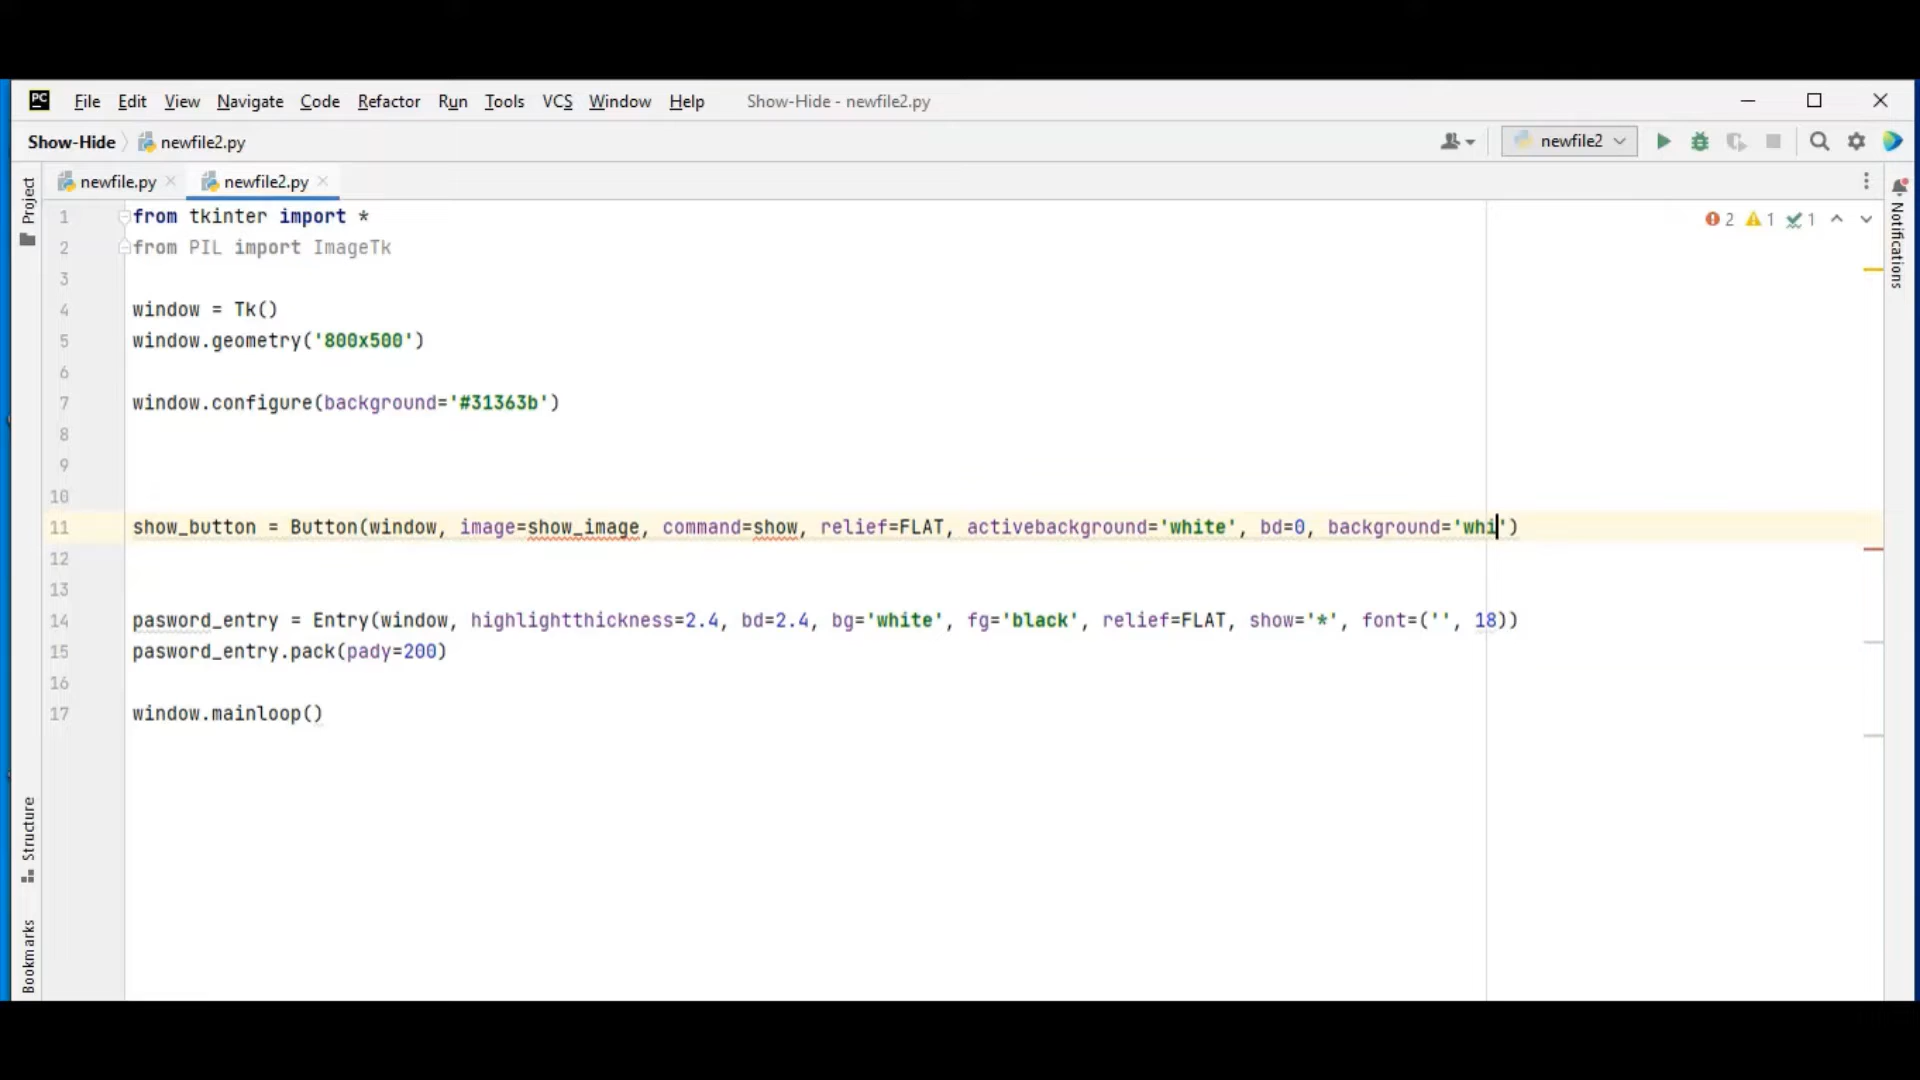 PC File Edit View Navigate Code Refactor Run Tools VCS Window Help Show-Hide - newfile2.py
Show-Hide newfile2.py newfile2
newfile.py newfile2.py
Project
Notifications
2 1 1
1 from tkinter import *
2 from PIL import ImageTk
3
4 window = Tk()
5 window.geometry('800x500')
6
7 window.configure(background='#31363b')
8
9
10
11 show_button = Button(window, image=show_image, command=show, relief=FLAT, activebackground='white', bd=0, background='whi')
12
13
14 pasword_entry = Entry(window, highlightthickness=2.4, bd=2.4, bg='white', fg='black', relief=FLAT, show='*', font=('', 18))
15 pasword_entry.pack(pady=200)
16
17 window.mainloop()
Structure
Bookmarks